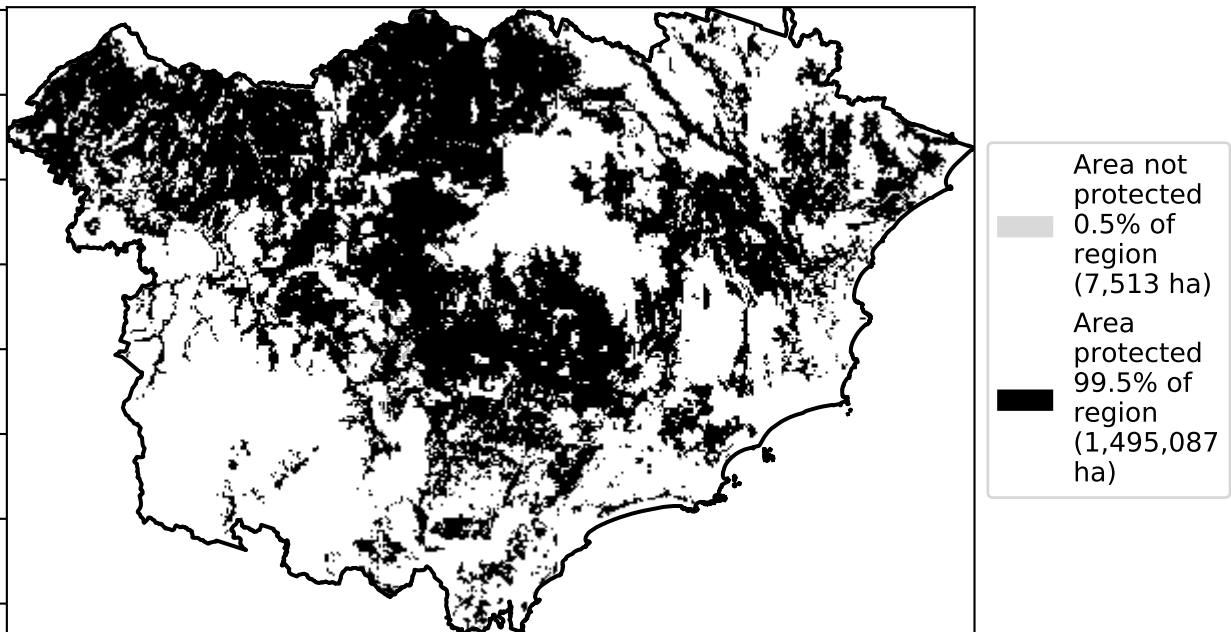 Area not
protected
0.5% of
region
(7,513 ha)
Area
protected
99.5% of
region
(1,495,087
ha)